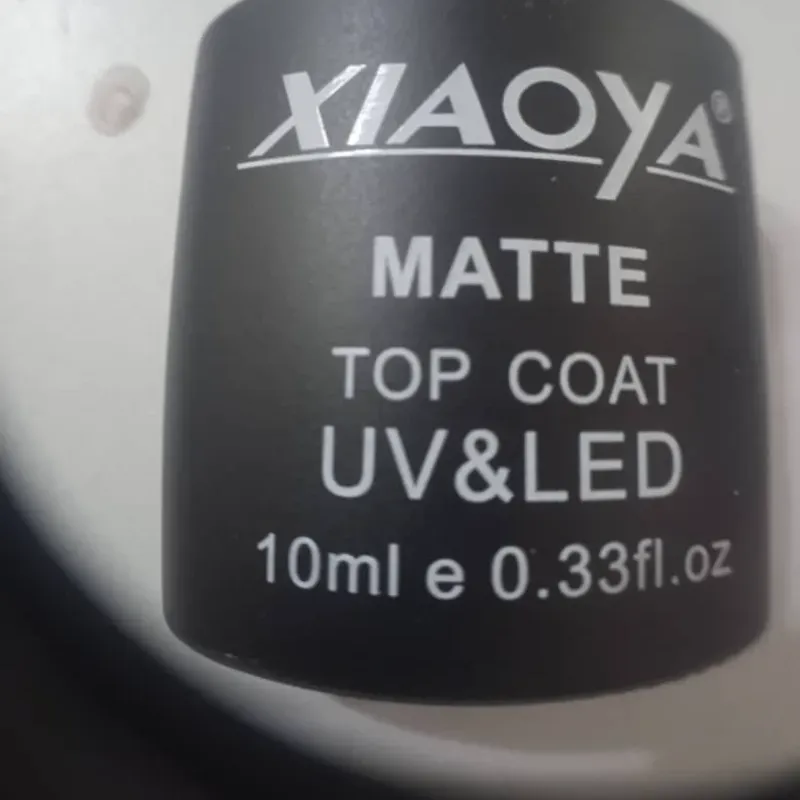 XIAOYA®
MATTE
TOP COAT
UV&LED
10ml e 0.33fl.oz